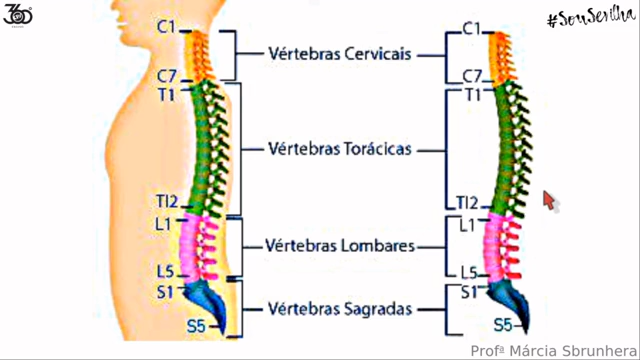 360
#SouSevilha
C1
C7
T1
Tl2
L1
L5
S1
S5
Vértebras Cervicais
Vértebras Torácicas
Vértebras Lombares
Vértebras Sagradas
C1
C7
T1
Tl2
L1
L5
S1
S5
Profª Márcia Sbrunhera